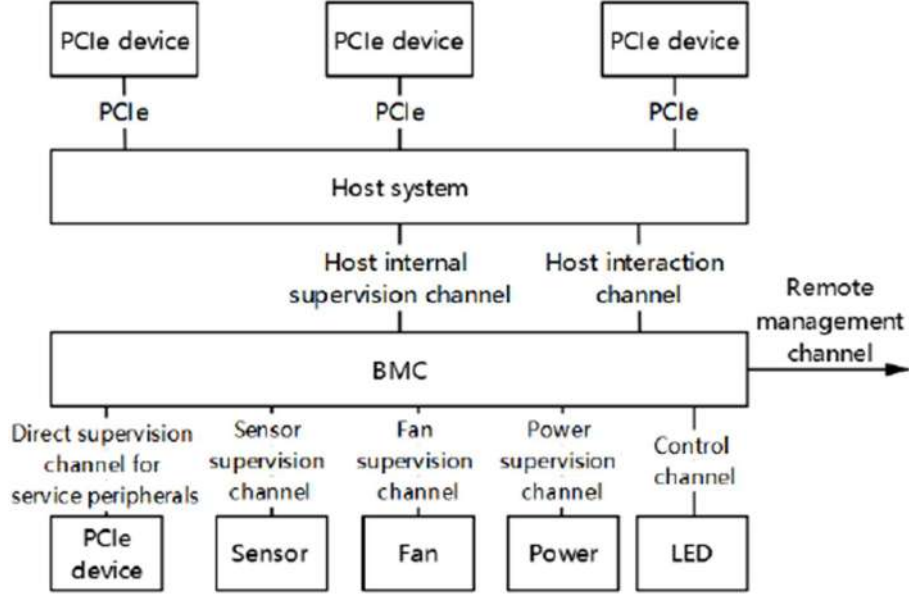 PCIe device
PCIe device
PCIe device
PCIe
PCIe
PCIe
Host system
Host internal
supervision channel
Host interaction
channel
Remote
management
channel
BMC
Direct supervision
channel for
service peripherals
Sensor
supervision
channel
Fan
supervision
channel
Power
supervision
channel
Control
channel
PCIe
device
Sensor
Fan
Power
LED